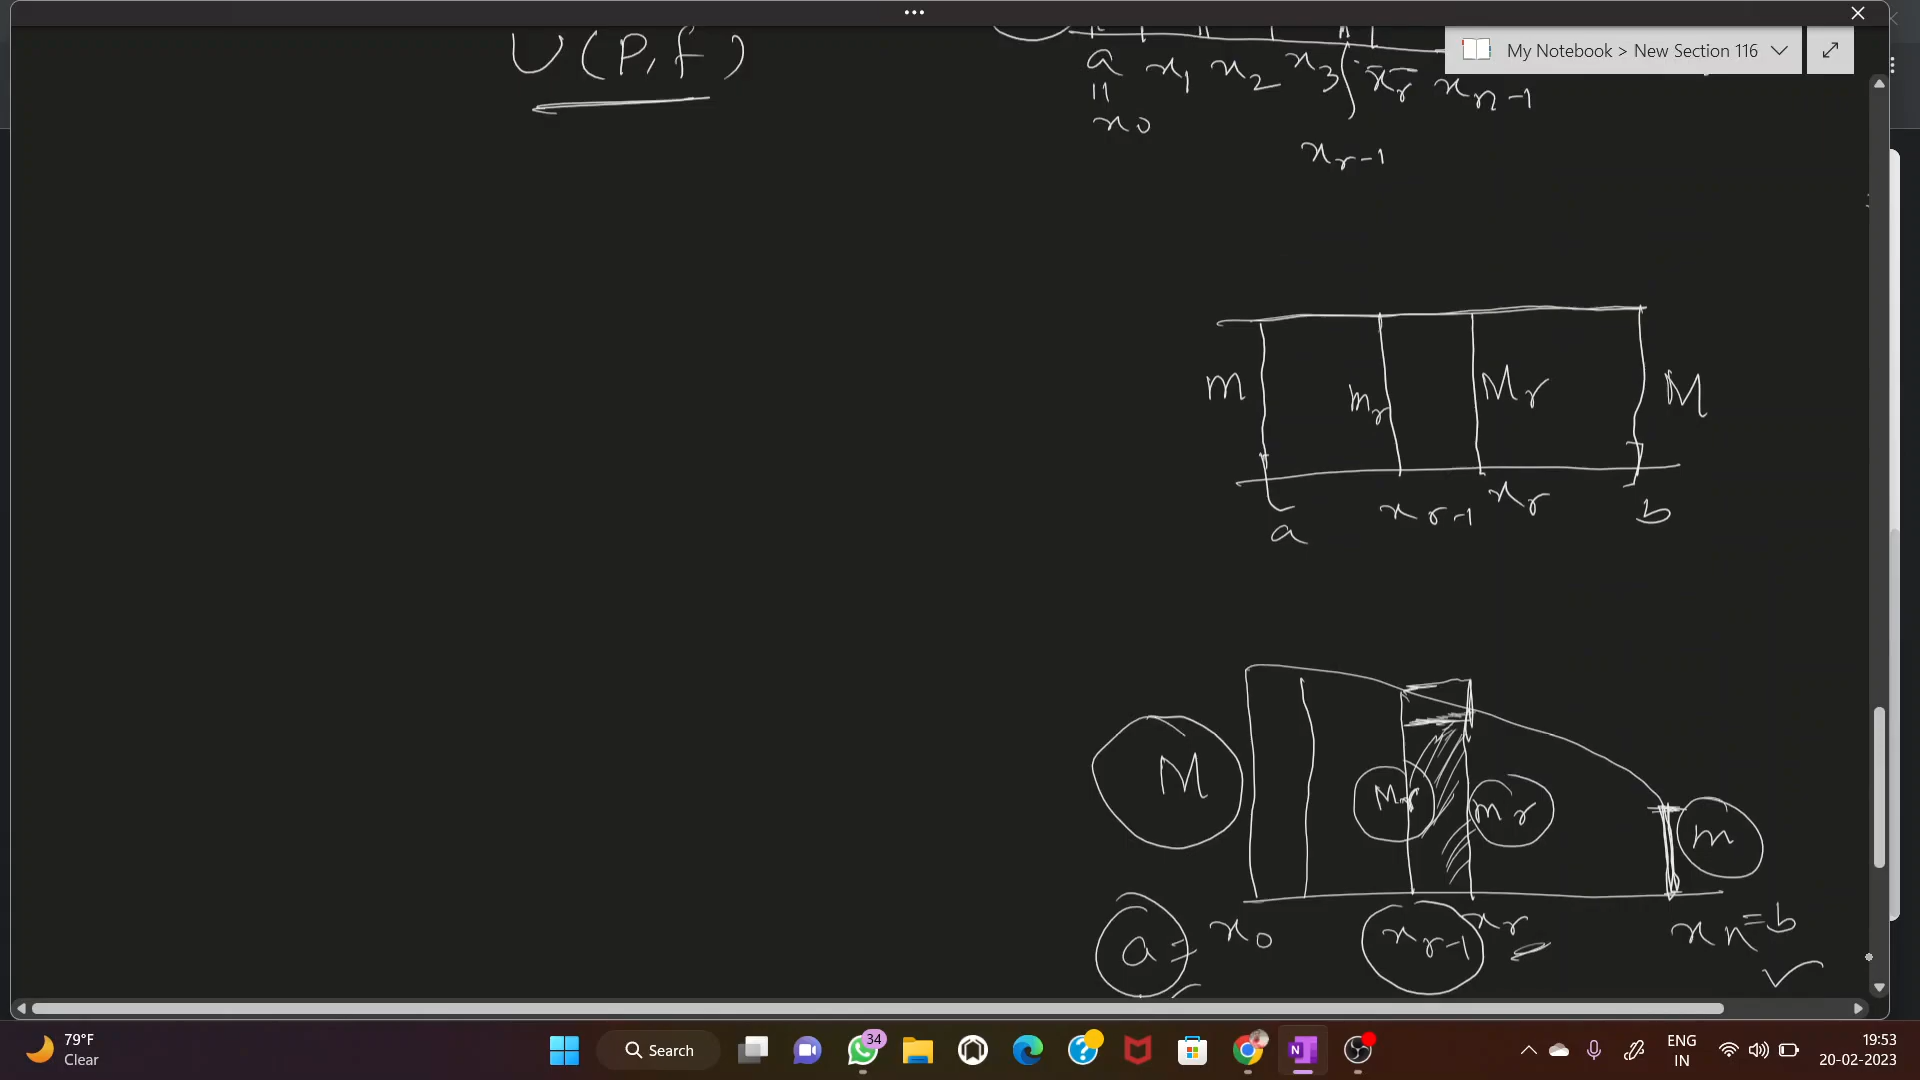 My Notebook > New Section 116
U(P, f)
a x1 x2 x3 xr xn-1
x0
xr-1
m mr Mr M
a xr-1 xr b
M Mr mr m
a = x0 xr-1 xr xn = b
79°F
Clear
Search
34
ENG
IN
19:53
20-02-2023